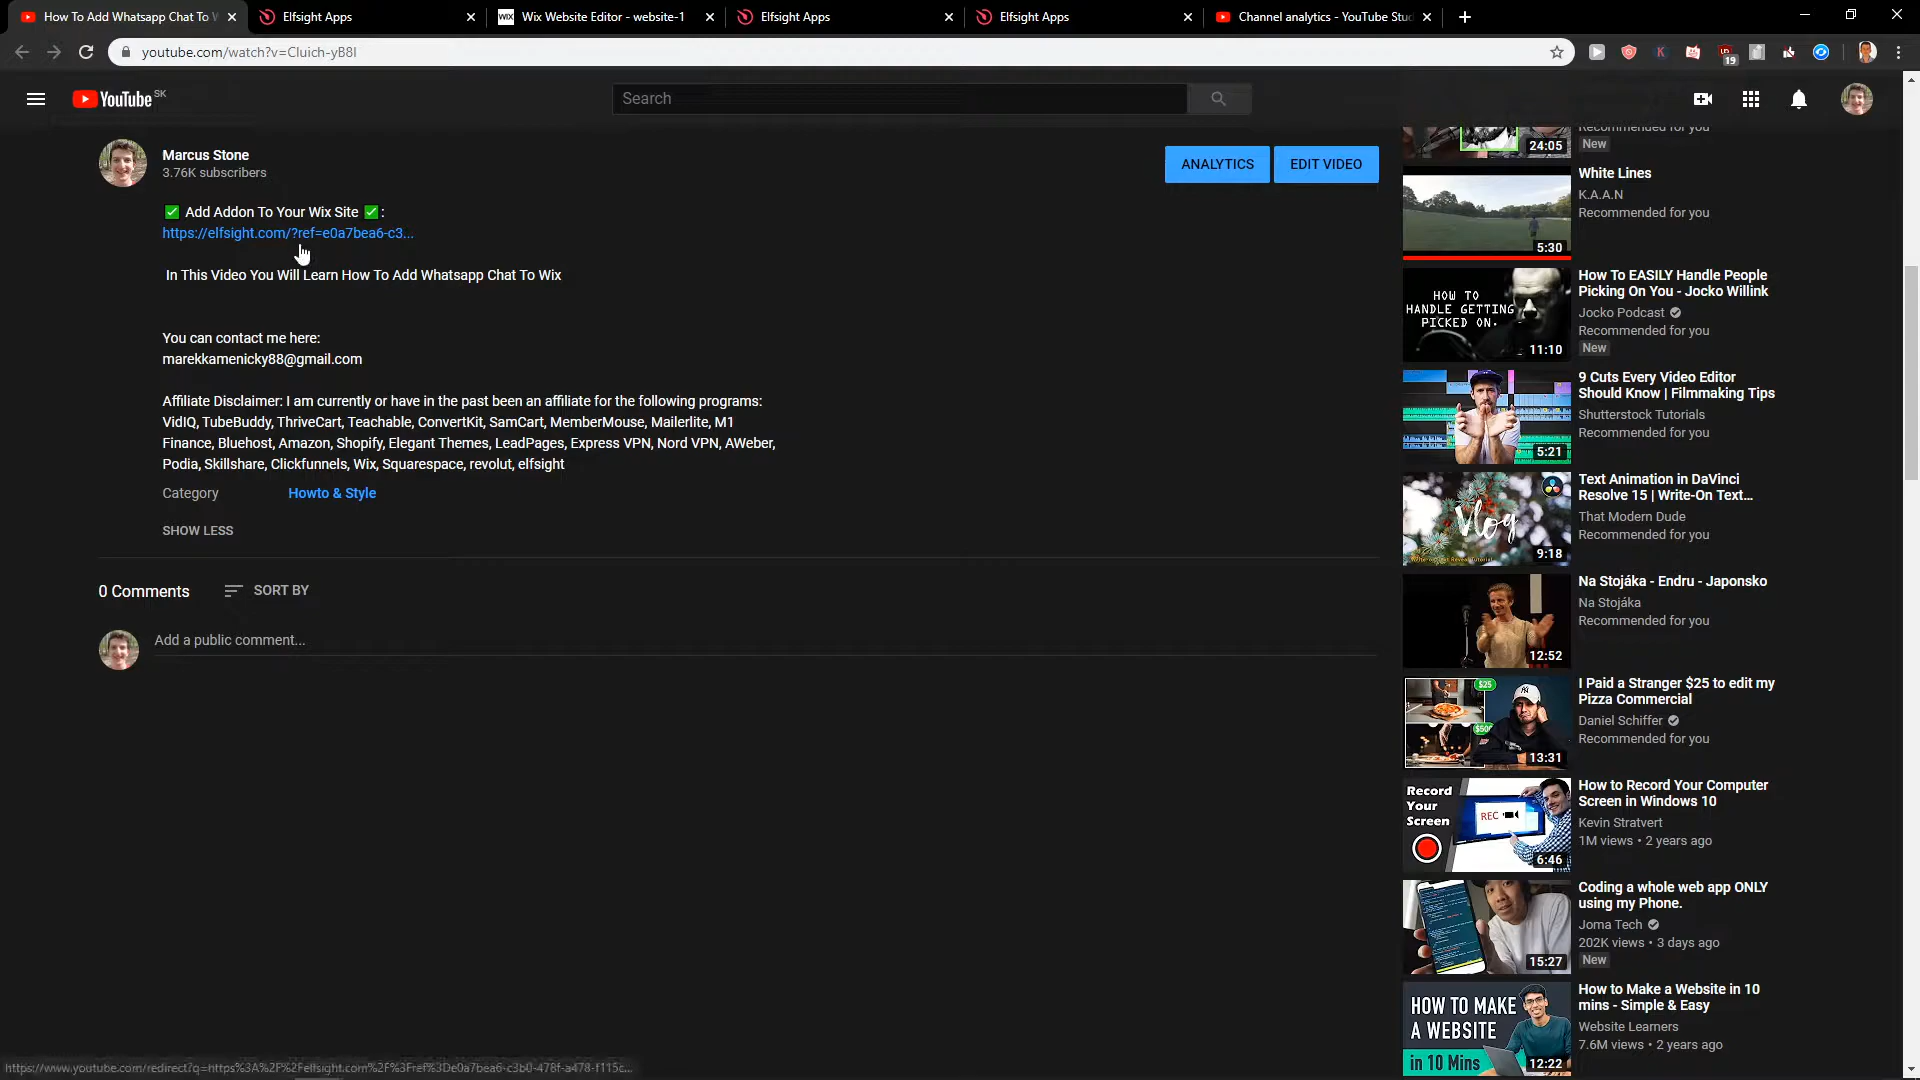 How To Add Whatsapp Chat To W
Elfsight Apps
WIX Wix Website Editor - website-1
Elfsight Apps
Elfsight Apps
Channel analytics - YouTube Stu
youtube.com/watch?v=Cluich-yB8I
19
YouTube SK
Search
Marcus Stone
3.76K subscribers
ANALYTICS
EDIT VIDEO
✅ Add Addon To Your Wix Site ✅:
https://elfsight.com/?ref=e0a7bea6-c3...
In This Video You Will Learn How To Add Whatsapp Chat To Wix
You can contact me here:
marekkamenicky88@gmail.com
Affiliate Disclaimer: I am currently or have in the past been an affiliate for the following programs:
VidIQ, TubeBuddy, ThriveCart, Teachable, ConvertKit, SamCart, MemberMouse, Mailerlite, M1
Finance, Bluehost, Amazon, Shopify, Elegant Themes, LeadPages, Express VPN, Nord VPN, AWeber,
Podia, Skillshare, Clickfunnels, Wix, Squarespace, revolut, elfsight
Category
Howto & Style
SHOW LESS
0 Comments
SORT BY
Add a public comment...
24:05
Recommended for you
New
5:30
White Lines
K.A.A.N
Recommended for you
HOW TO
HANDLE GETTING
PICKED ON.
11:10
How To EASILY Handle People
Picking On You - Jocko Willink
Jocko Podcast
Recommended for you
New
5:21
9 Cuts Every Video Editor
Should Know | Filmmaking Tips
Shutterstock Tutorials
Recommended for you
Vlog
9:18
Text Animation in DaVinci
Resolve 15 | Write-On Text...
That Modern Dude
Recommended for you
12:52
Na Stojáka - Endru - Japonsko
Na Stojáka
Recommended for you
$25
$500
13:31
I Paid a Stranger $25 to edit my
Pizza Commercial
Daniel Schiffer
Recommended for you
Record
Your
Screen
REC
6:46
How to Record Your Computer
Screen in Windows 10
Kevin Stratvert
1M views • 2 years ago
15:27
Coding a whole web app ONLY
using my Phone.
Joma Tech
202K views • 3 days ago
New
HOW TO MAKE
A WEBSITE
in 10 Mins
12:22
How to Make a Website in 10
mins - Simple & Easy
Website Learners
7.6M views • 2 years ago
https://www.youtube.com/redirect?q=https%3A%2F%2Felfsight.com%2F%3Fref%3De0a7bea6-c3b0-478f-a478-f115c...